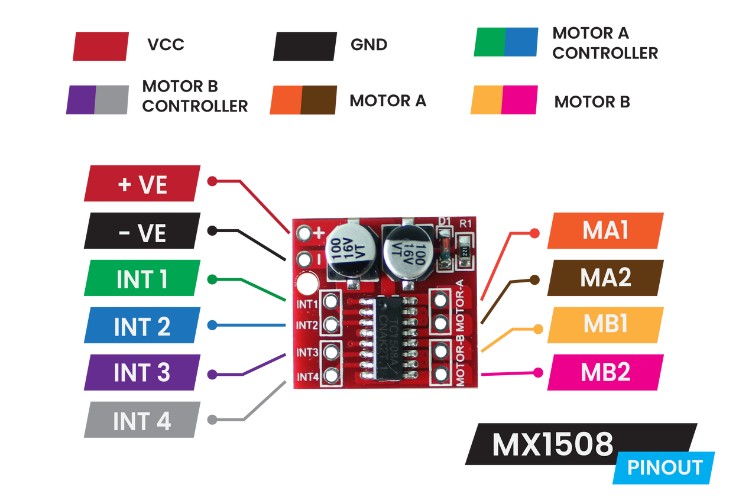 VCC
GND
MOTOR A
CONTROLLER
MOTOR B
CONTROLLER
MOTOR A
MOTOR B
+ VE
- VE
INT 1
INT 2
INT 3
INT 4
+
-
100
16V
VT
100
16V
VT
D1
R1
INT1
INT2
INT3
INT4
MOTOR-A
MOTOR-B
MA1
MA2
MB1
MB2
MX1508
PINOUT